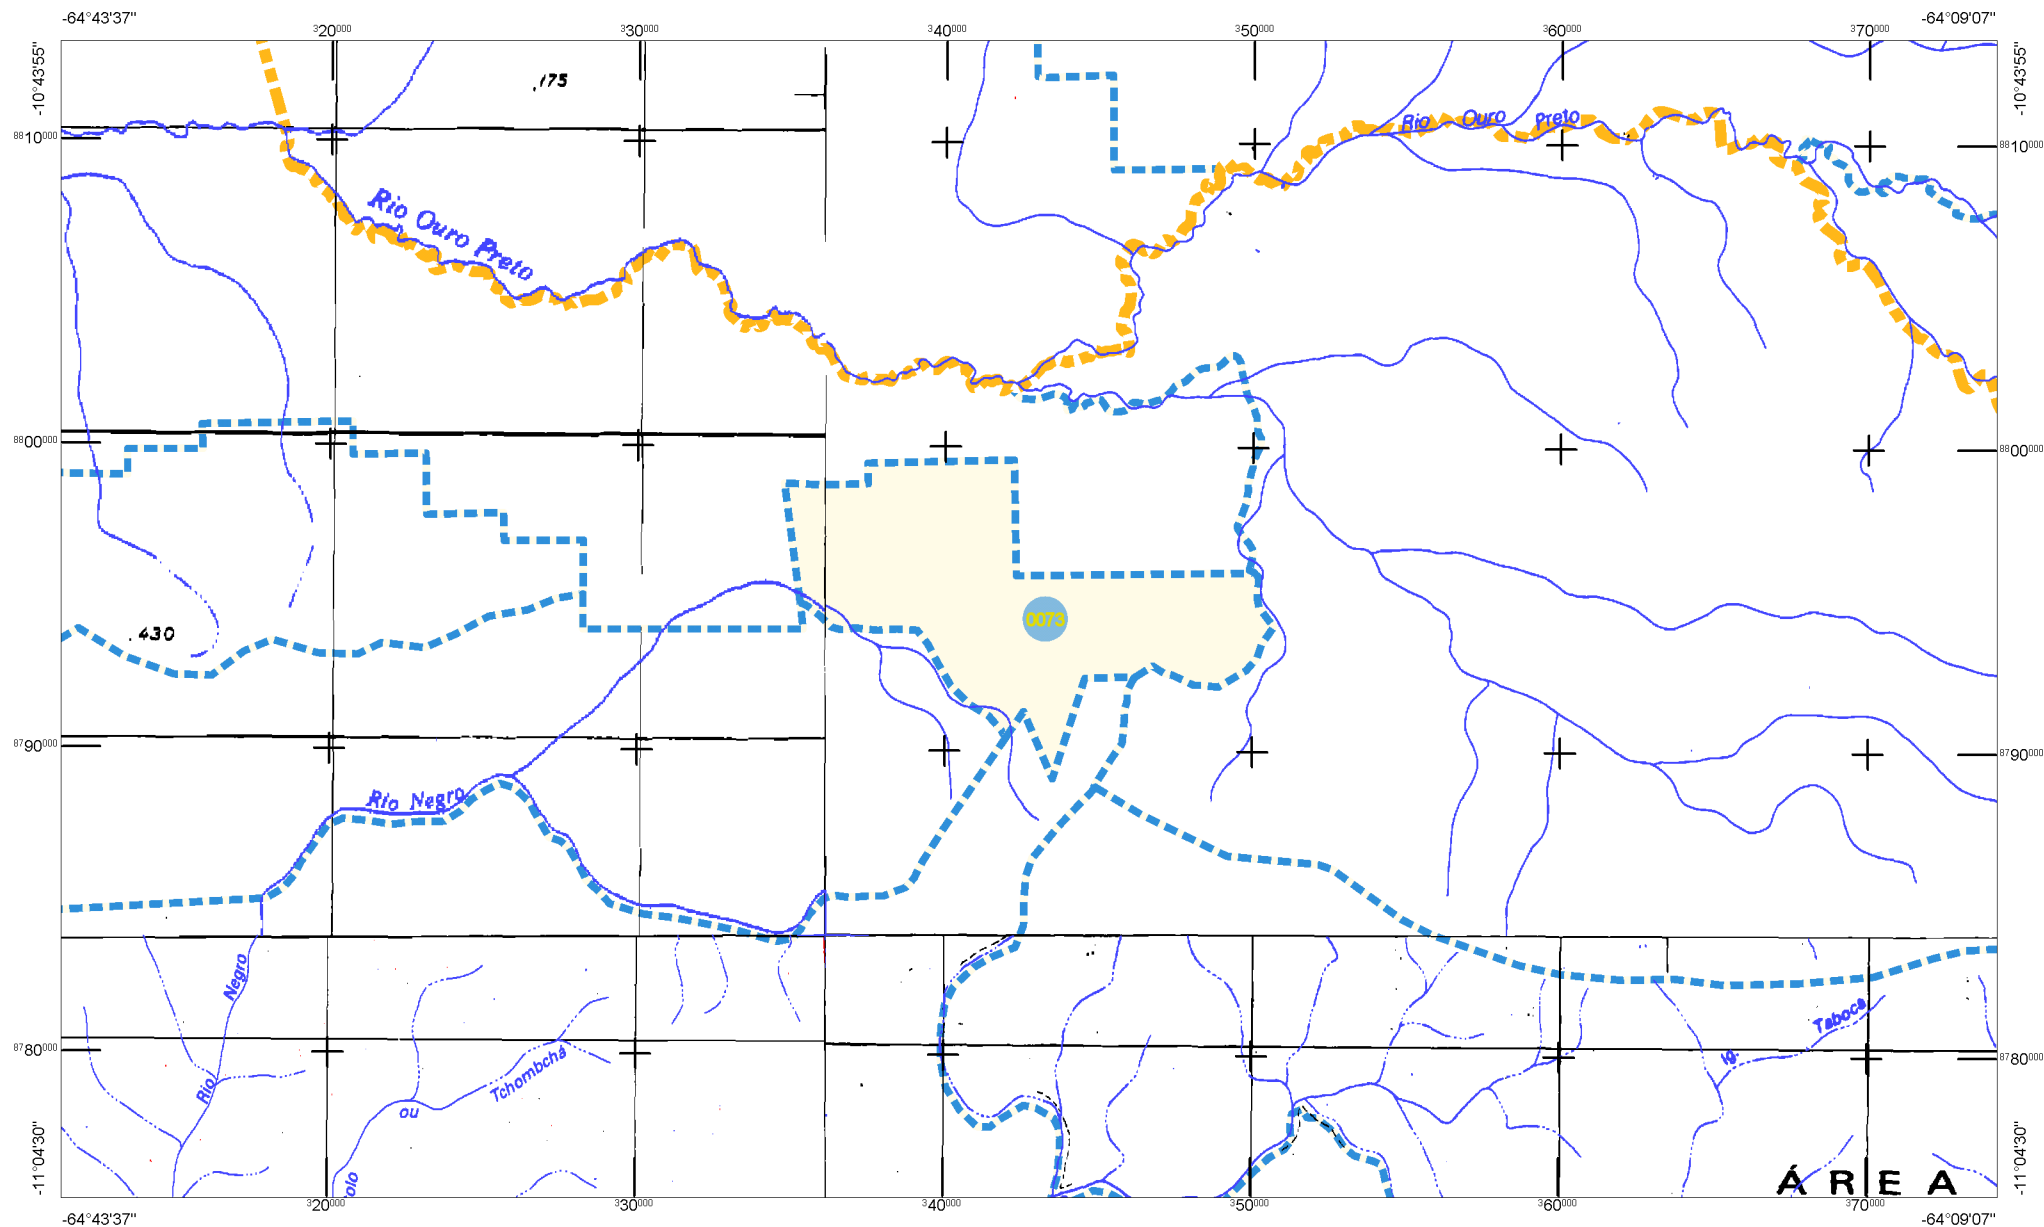 -64°43'37" -64°09'07"
320000 330000 340000 350000 360000 370000
-10°43'55" -10°43'55"
.175
8810000 8810000
Rio Ouro Preto
Rio Ouro Preto
8800000 8800000
0073
.430
8790000 8790000
Rio Negro
Rio Negro
Taboca
Ig.
8780000 8780000
Tchombchá
ou
olo
-11°04'30" -11°04'30"
ÁREA
320000 330000 340000 350000 360000 370000
-64°43'37" -64°09'07"